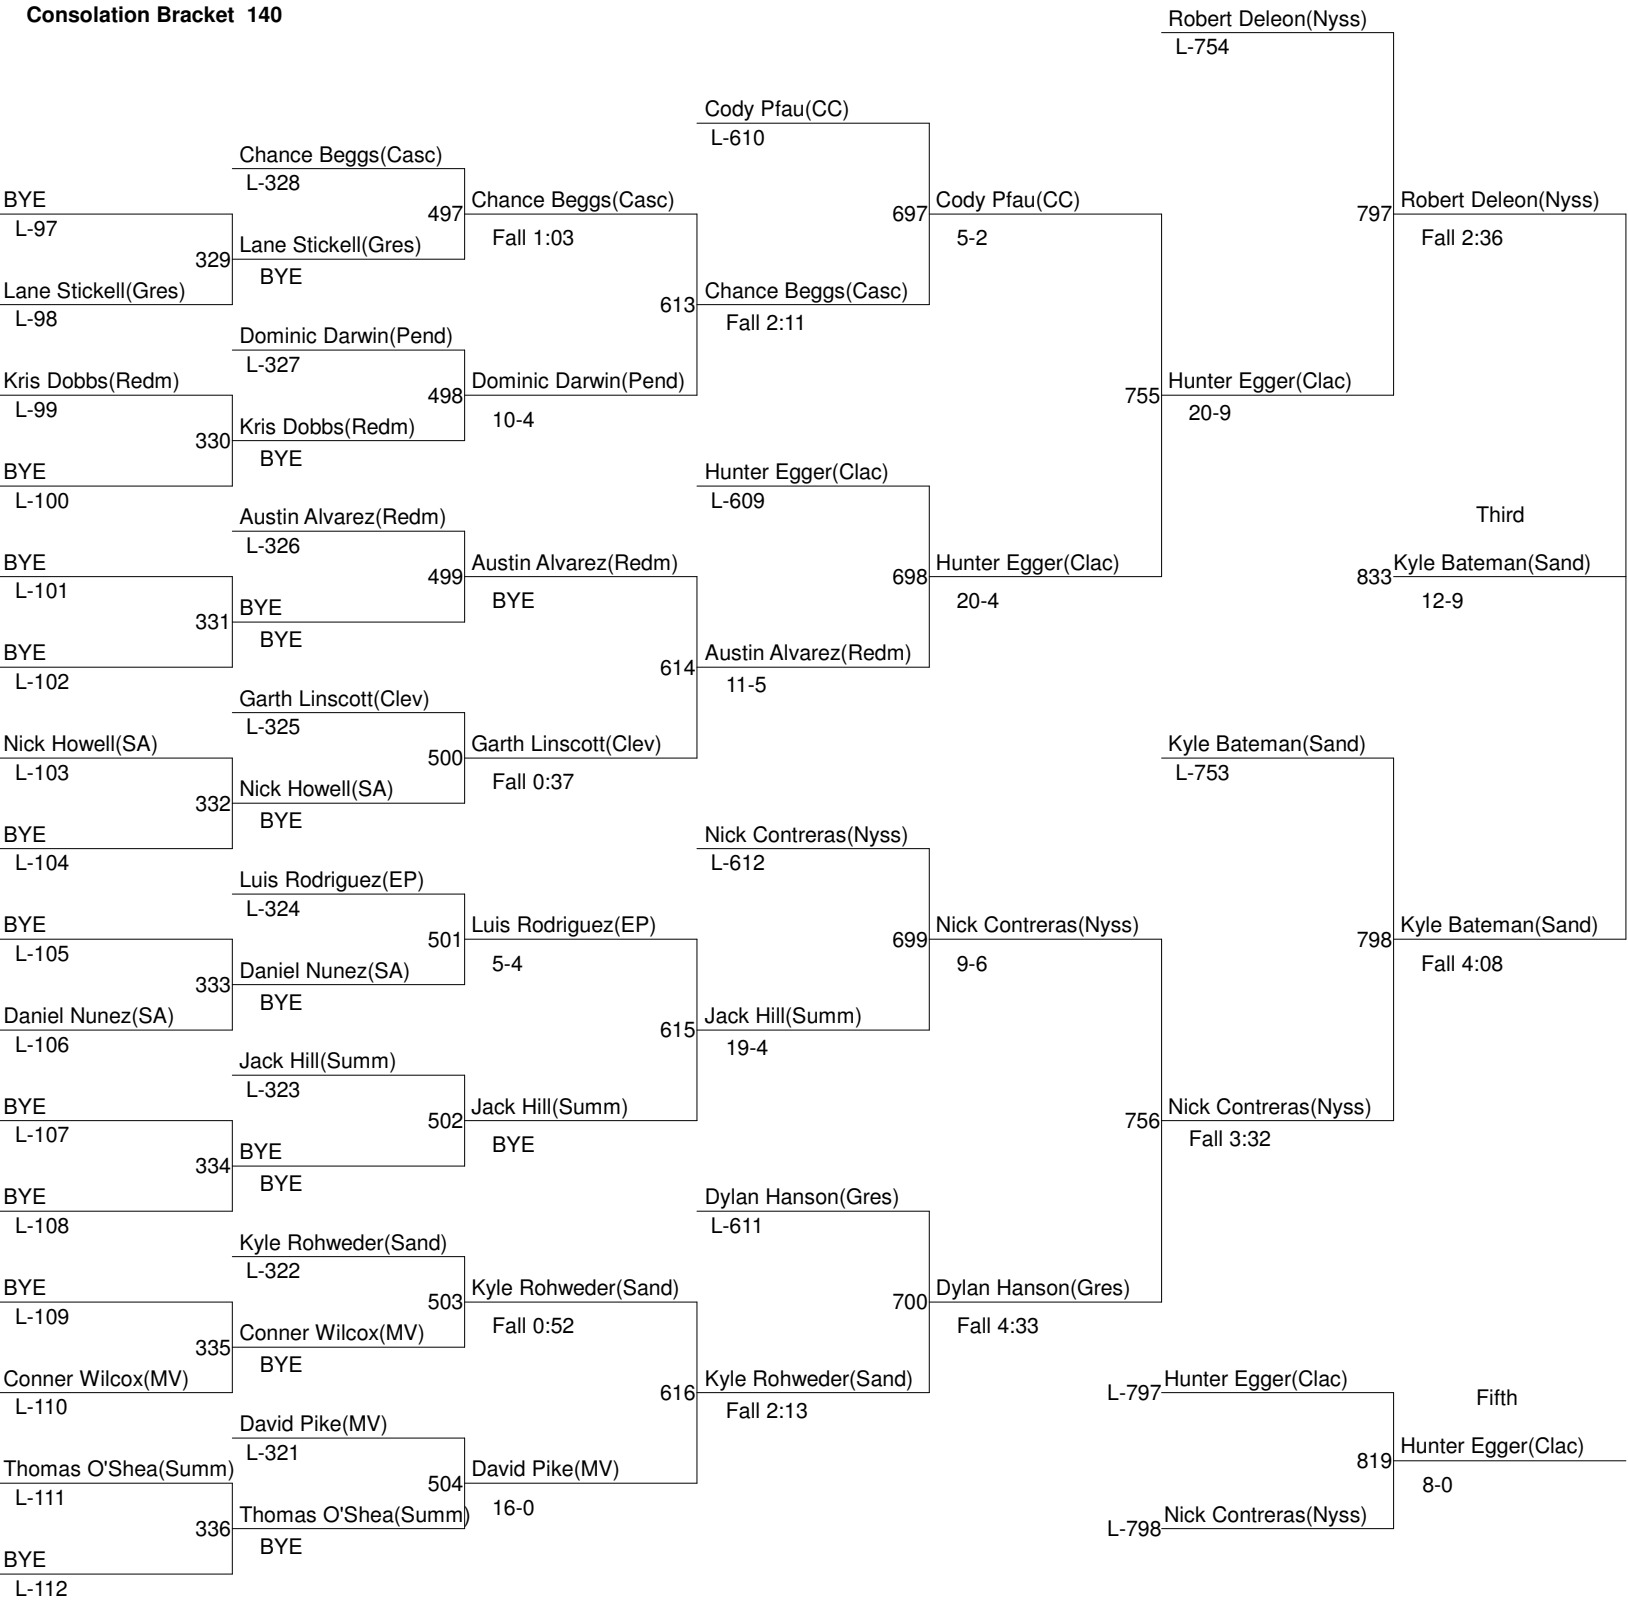 Consolation Bracket 140
BYE
L-97
Lane Stickell(Gres)
L-98
Kris Dobbs(Redm)
L-99
BYE
L-100
BYE
L-101
BYE
L-102
Nick Howell(SA)
L-103
BYE
L-104
BYE
L-105
Daniel Nunez(SA)
L-106
BYE
L-107
BYE
L-108
BYE
L-109
Conner Wilcox(MV)
L-110
Thomas O'Shea(Summ)
L-111
BYE
L-112
Chance Beggs(Casc)
L-328
329
Lane Stickell(Gres)
BYE
Dominic Darwin(Pend)
L-327
330
Kris Dobbs(Redm)
BYE
Austin Alvarez(Redm)
L-326
331
BYE
BYE
Garth Linscott(Clev)
L-325
332
Nick Howell(SA)
BYE
Luis Rodriguez(EP)
L-324
333
Daniel Nunez(SA)
BYE
Jack Hill(Summ)
L-323
334
BYE
BYE
Kyle Rohweder(Sand)
L-322
335
Conner Wilcox(MV)
BYE
David Pike(MV)
L-321
336
Thomas O'Shea(Summ)
BYE
497
Chance Beggs(Casc)
Fall 1:03
498
Dominic Darwin(Pend)
10-4
499
Austin Alvarez(Redm)
BYE
500
Garth Linscott(Clev)
Fall 0:37
501
Luis Rodriguez(EP)
5-4
502
Jack Hill(Summ)
BYE
503
Kyle Rohweder(Sand)
Fall 0:52
504
David Pike(MV)
16-0
Cody Pfau(CC)
L-610
613
Chance Beggs(Casc)
Fall 2:11
Hunter Egger(Clac)
L-609
614
Austin Alvarez(Redm)
11-5
Nick Contreras(Nyss)
L-612
615
Jack Hill(Summ)
19-4
Dylan Hanson(Gres)
L-611
616
Kyle Rohweder(Sand)
Fall 2:13
697
Cody Pfau(CC)
5-2
698
Hunter Egger(Clac)
20-4
699
Nick Contreras(Nyss)
9-6
700
Dylan Hanson(Gres)
Fall 4:33
Robert Deleon(Nyss)
L-754
755
Hunter Egger(Clac)
20-9
Kyle Bateman(Sand)
L-753
756
Nick Contreras(Nyss)
Fall 3:32
797
Robert Deleon(Nyss)
Fall 2:36
Third
833
Kyle Bateman(Sand)
12-9
798
Kyle Bateman(Sand)
Fall 4:08
L-797
Hunter Egger(Clac)
L-798
Nick Contreras(Nyss)
Fifth
819
Hunter Egger(Clac)
8-0